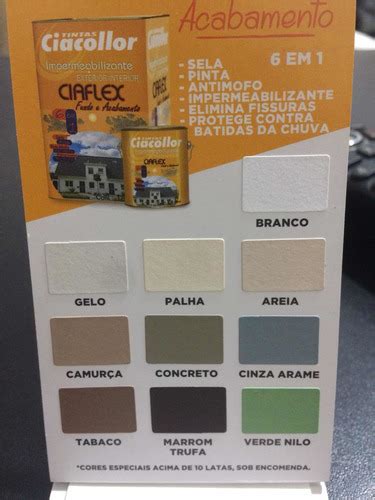 Acabamento
TINTAS
Ciacollor
Impermeabilizante
EXTERIOR INTERIOR
CIAFLEX
Fundo e Acabamento
Ciacollor
CIAFLEX
6 EM 1
- SELA
- PINTA
- ANTIMOFO
- IMPERMEABILIZANTE
- ELIMINA FISSURAS
- PROTEGE CONTRA
BATIDAS DA CHUVA
BRANCO
GELO
PALHA
AREIA
CAMURÇA
CONCRETO
CINZA ARAME
TABACO
MARROM
TRUFA
VERDE NILO
*CORES ESPECIAIS ACIMA DE 10 LATAS, SOB ENCOMENDA.